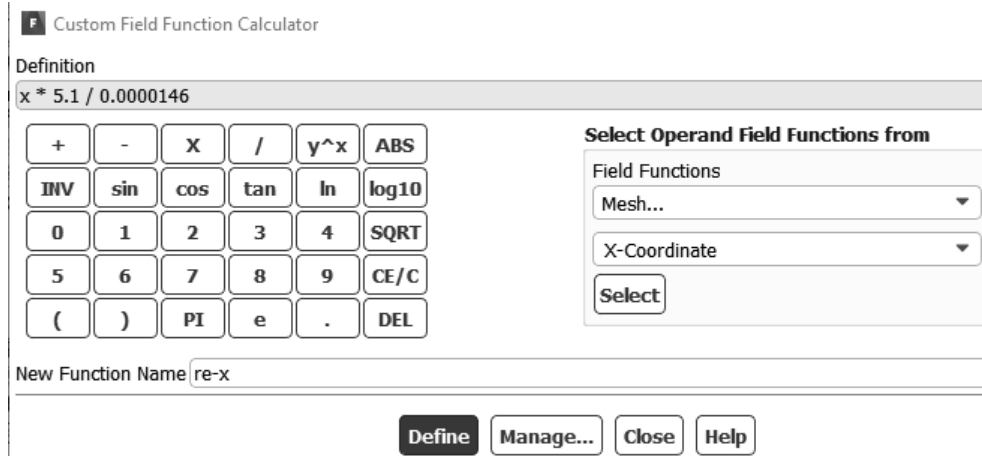 F Custom Field Function Calculator
Definition
x * 5.1 / 0.0000146
+ - X / y^x ABS
INV sin cos tan ln log10
0 1 2 3 4 SQRT
5 6 7 8 9 CE/C
( ) PI e . DEL
Select Operand Field Functions from
Field Functions
Mesh...
X-Coordinate
Select
New Function Name re-x
Define Manage... Close Help